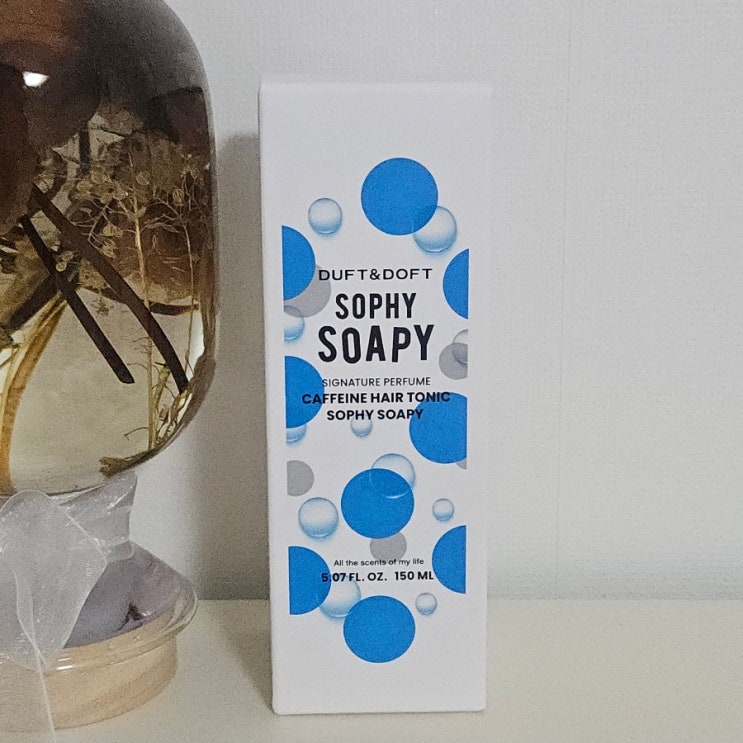 DUFT&DOFT
SOPHY
SOAPY
SIGNATURE PERFUME
CAFFEINE HAIR TONIC
SOPHY SOAPY
All the scents of my life
5.07 FL. OZ. 150 ML